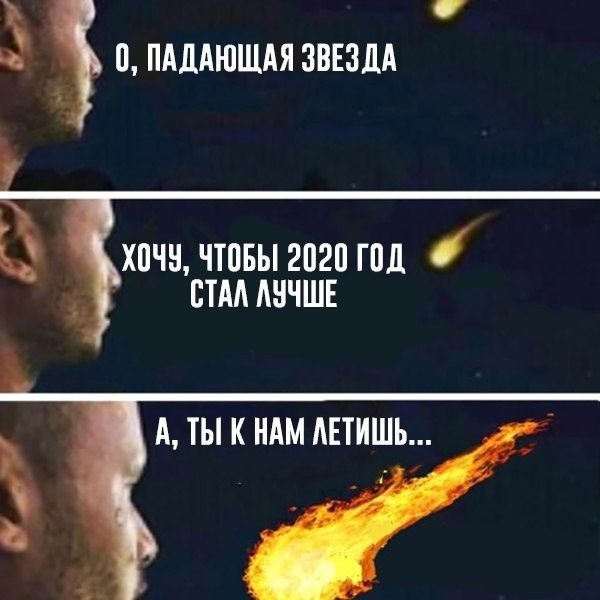 О, ПАДАЮЩАЯ ЗВЕЗДА
ХОЧУ, ЧТОБЫ 2020 ГОД
СТАЛ ЛУЧШЕ
А, ТЫ К НАМ ЛЕТИШЬ...